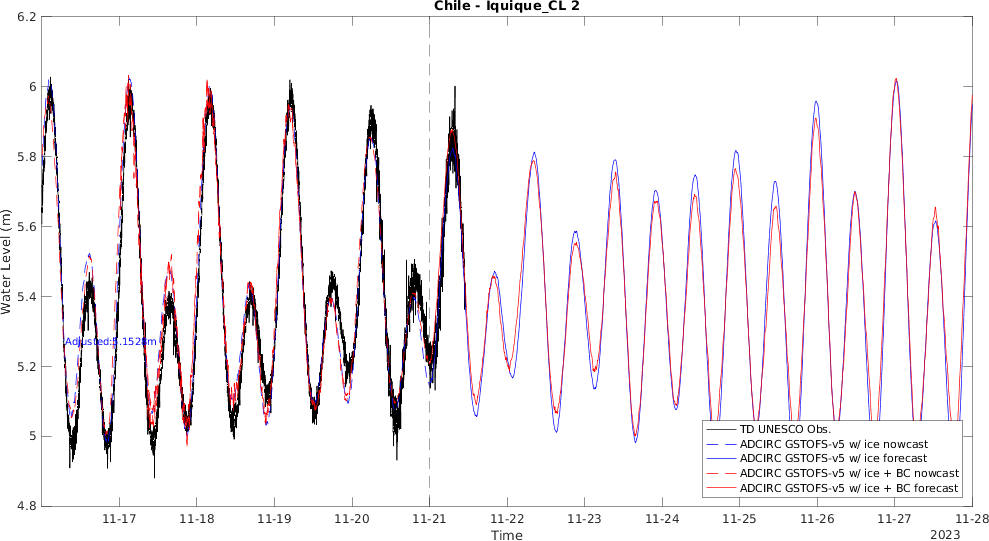 Chile - Iquique_CL 2
6.2
6
5.8
5.6
5.4
5.2
5
4.8
Water Level (m)
Adjusted:5.1528m
TD UNESCO Obs.
ADCIRC GSTOFS-v5 w/ ice nowcast
ADCIRC GSTOFS-v5 w/ ice forecast
ADCIRC GSTOFS-v5 w/ ice + BC nowcast
ADCIRC GSTOFS-v5 w/ ice + BC forecast
11-17 11-18 11-19 11-20 11-21 11-22 11-23 11-24 11-25 11-26 11-27 11-28
Time
2023